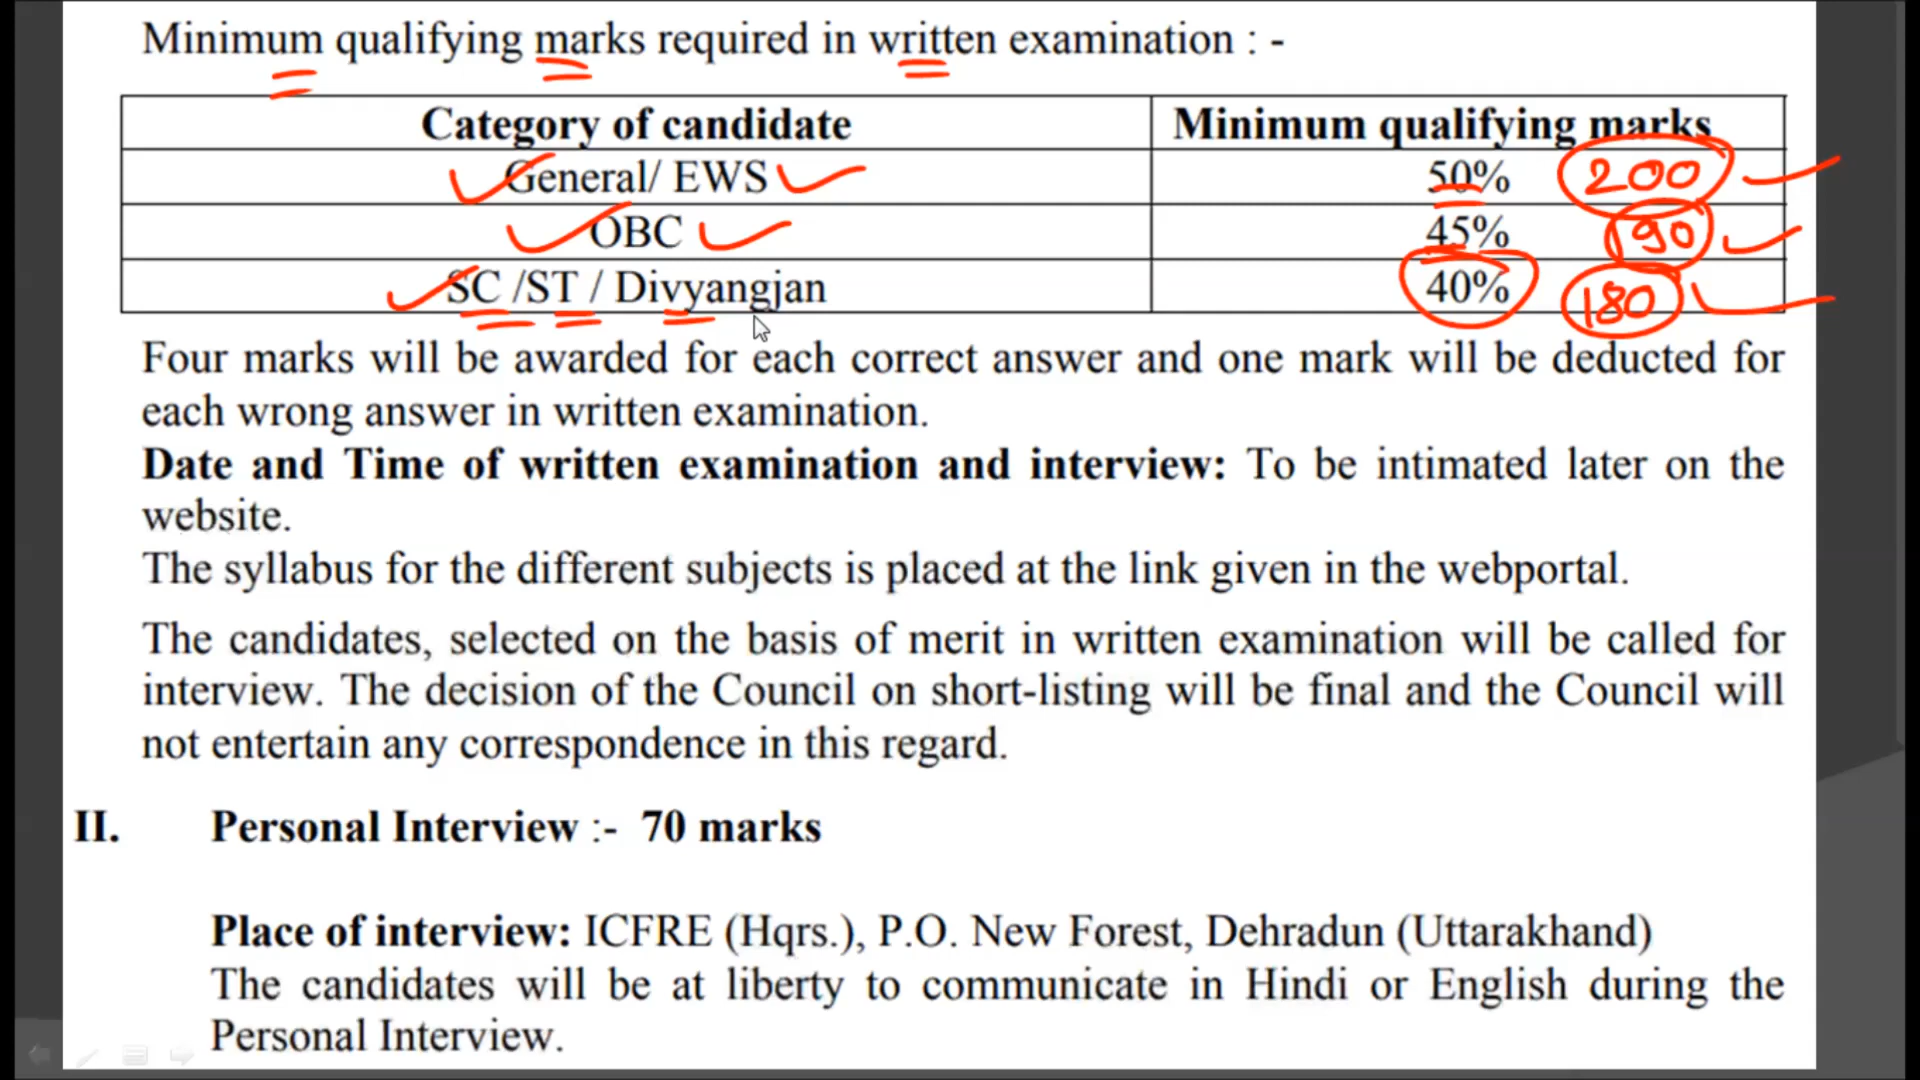 Minimum qualifying marks required in written examination : -
Category of candidate Minimum qualifying marks
General/ EWS 50% 200
OBC 45% 190
SC /ST / Divyangjan 40% 180
Four marks will be awarded for each correct answer and one mark will be deducted for
each wrong answer in written examination.
Date and Time of written examination and interview: To be intimated later on the
website.
The syllabus for the different subjects is placed at the link given in the webportal.
The candidates, selected on the basis of merit in written examination will be called for
interview. The decision of the Council on short-listing will be final and the Council will
not entertain any correspondence in this regard.
II. Personal Interview :- 70 marks
Place of interview: ICFRE (Hqrs.), P.O. New Forest, Dehradun (Uttarakhand)
The candidates will be at liberty to communicate in Hindi or English during the
Personal Interview.